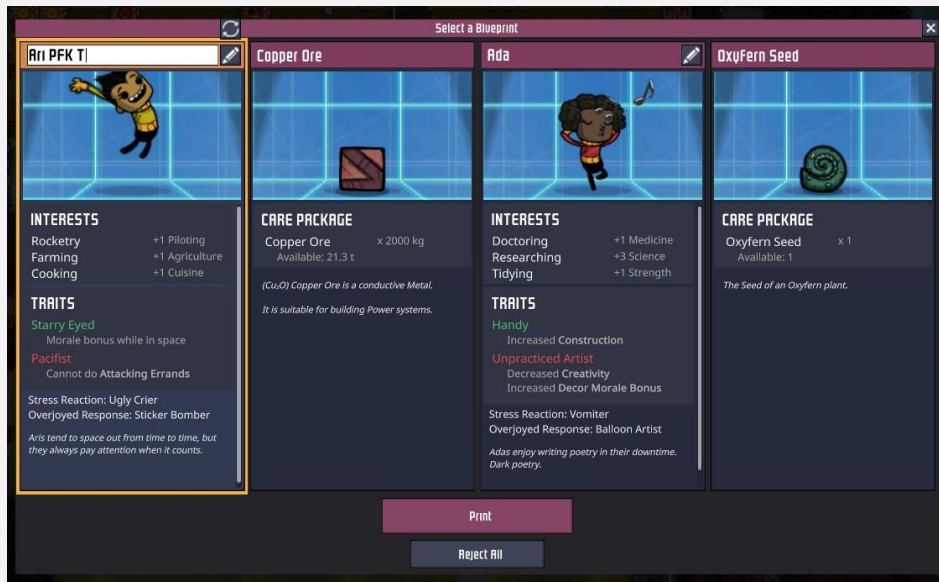 Select a Blueprint
Ari PFK T
INTERESTS
Rocketry +1 Piloting
Farming +1 Agriculture
Cooking +1 Cuisine
TRAITS
Starry Eyed
Morale bonus while in space
Pacifist
Cannot do Attacking Errands
Stress Reaction: Ugly Crier
Overjoyed Response: Sticker Bomber
Aris tend to space out from time to time, but
they always pay attention when it counts.
Copper Ore
CARE PACKAGE
Copper Ore x 2000 kg
Available: 21.3 t
(Cu₂O) Copper Ore is a conductive Metal.
It is suitable for building Power systems.
Ada
INTERESTS
Doctoring +1 Medicine
Researching +3 Science
Tidying +1 Strength
TRAITS
Handy
Increased Construction
Unpracticed Artist
Decreased Creativity
Increased Decor Morale Bonus
Stress Reaction: Vomiter
Overjoyed Response: Balloon Artist
Adas enjoy writing poetry in their downtime.
Dark poetry.
OxyFern Seed
CARE PACKAGE
Oxyfern Seed x 1
Available: 1
The Seed of an Oxyfern plant.
Print
Reject All